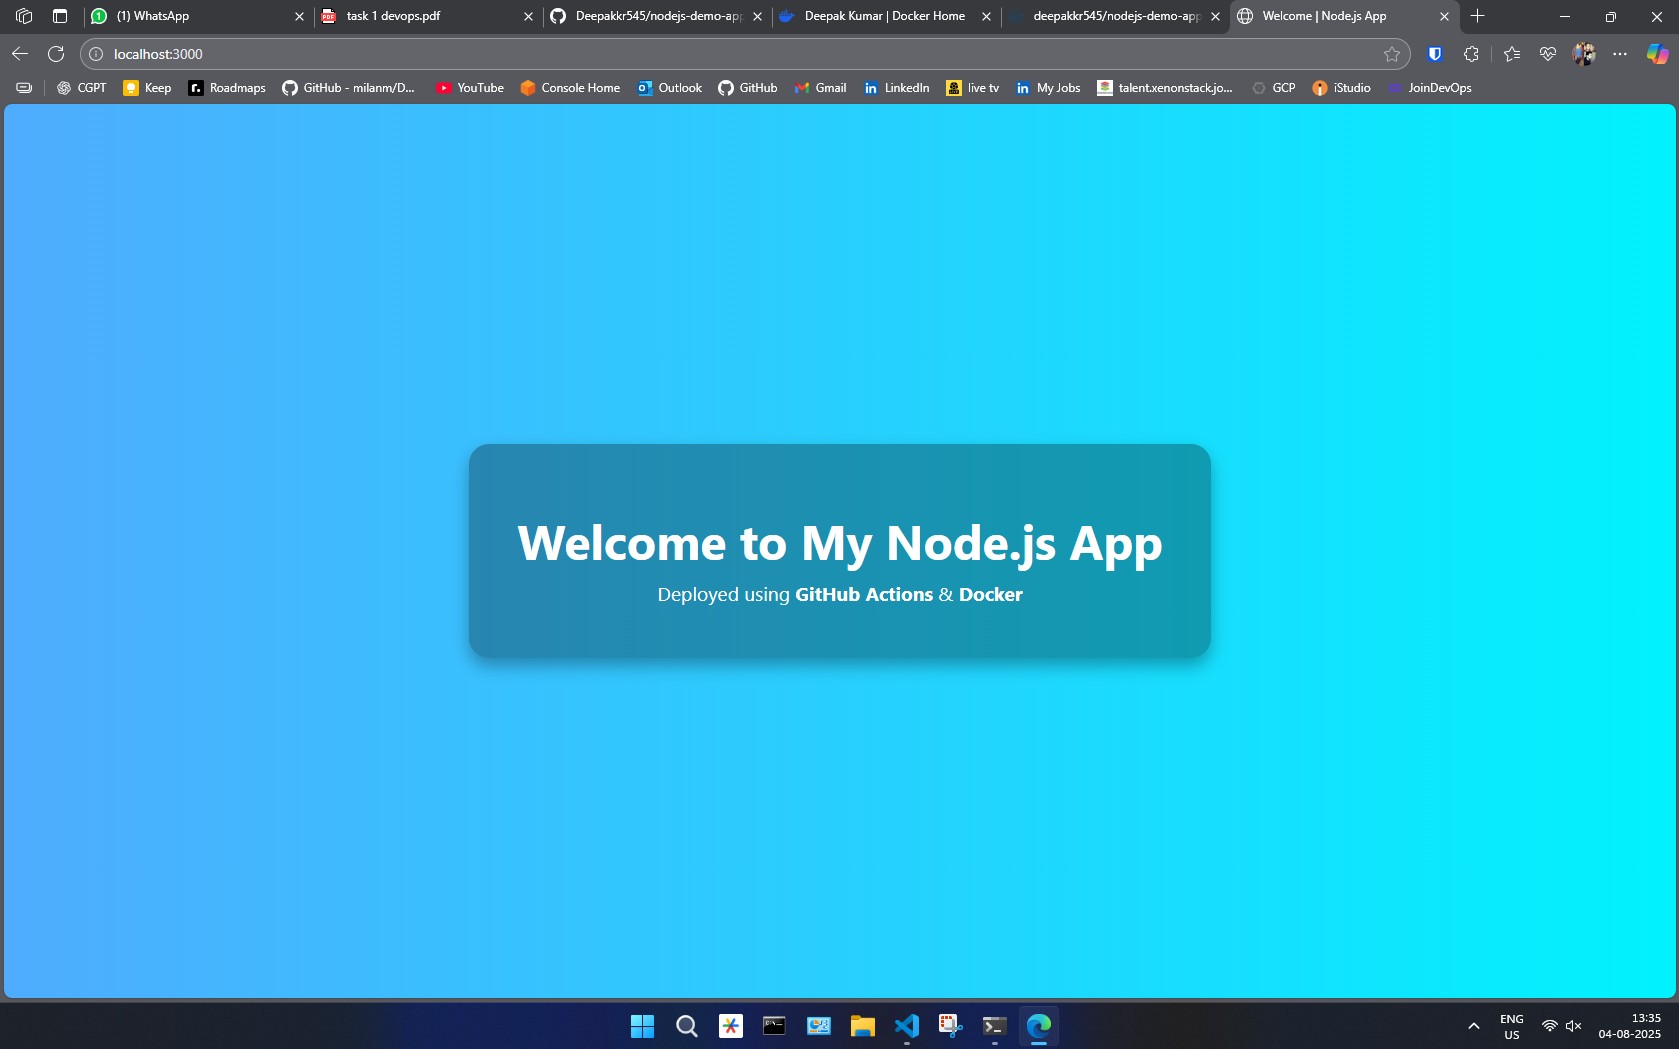 (1) WhatsApp
task 1 devops.pdf
Deepakkr545/nodejs-demo-app
Deepak Kumar | Docker Home
deepakkr545/nodejs-demo-app
Welcome | Node.js App
localhost:3000
CGPT
Keep
Roadmaps
GitHub - milanm/D...
YouTube
Console Home
Outlook
GitHub
Gmail
LinkedIn
live tv
My Jobs
talent.xenonstack.jo...
GCP
iStudio
JoinDevOps
Welcome to My Node.js App
Deployed using GitHub Actions & Docker
ENG
US
13:35
04-08-2025